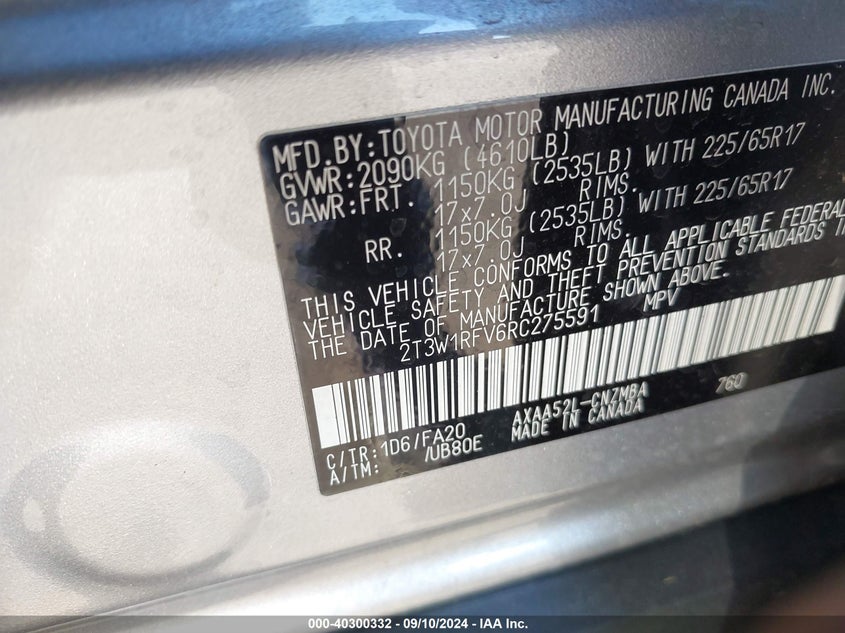 MFD.BY:TOYOTA MOTOR MANUFACTURING CANADA INC.
GVWR:2090KG (4610LB)
GAWR:FRT. 1150KG (2535LB) WITH 225/65R17
17x7.0J RIMS.
RR. 1150KG (2535LB) WITH 225/65R17
17x7.0J RIMS.
THIS VEHICLE CONFORMS TO ALL APPLICABLE FEDERAL
VEHICLE SAFETY AND THEFT PREVENTION STANDARDS
THE DATE OF MANUFACTURE SHOWN ABOVE.
2T3W1RFV6RC275591 MPV
C/TR:1D6/FA20 AXAA52L-CNZMBA 760
A/TM: /UB80E MADE IN CANADA
000-40300332 - 09/10/2024 - IAA Inc.